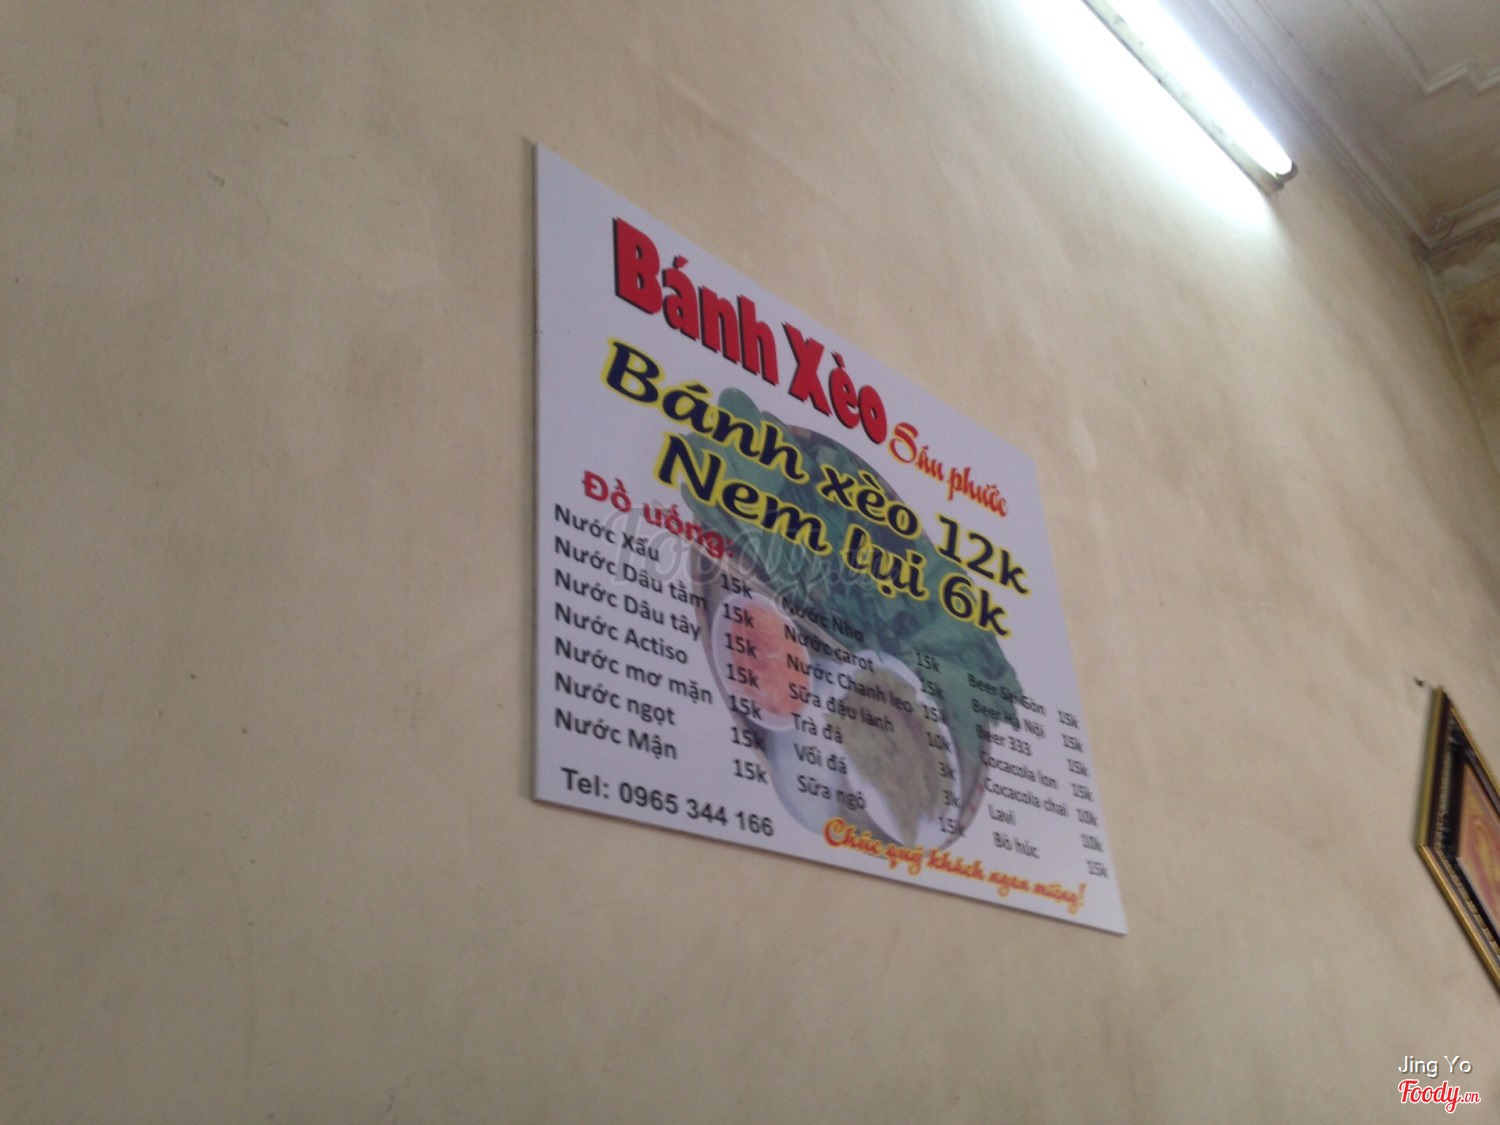 Bánh Xèo Sáu phước
Bánh xèo 12k
Nem lụi 6k
Đồ uống:
Nước Xấu 15k
Nước Dâu tằm 15k
Nước Dâu tây 15k
Nước Actiso 15k
Nước mơ mặn 15k
Nước ngọt 15k
Nước Mận 15k
Nước Nho 15k
Nước carot 15k
Nước Chanh leo 15k
Sữa đậu lành 10k
Trà đá 3k
Vối đá 3k
Sữa ngô 15k
Beer Sài Gòn 15k
Beer Hà Nội 15k
Beer 333 15k
Cocacola lon 15k
Cocacola chai 10k
Lavi 10k
Bò húc 15k
Tel: 0965 344 166
Chúc quý khách ngon miệng!
Foody.vn
Jing Yo
Foody.vn